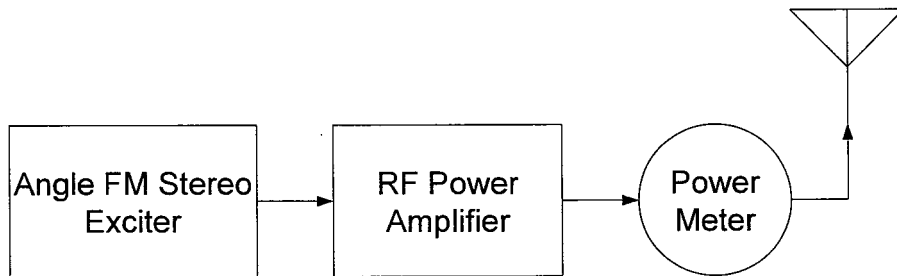 Angle FM Stereo
Exciter
RF Power
Amplifier
Power
Meter